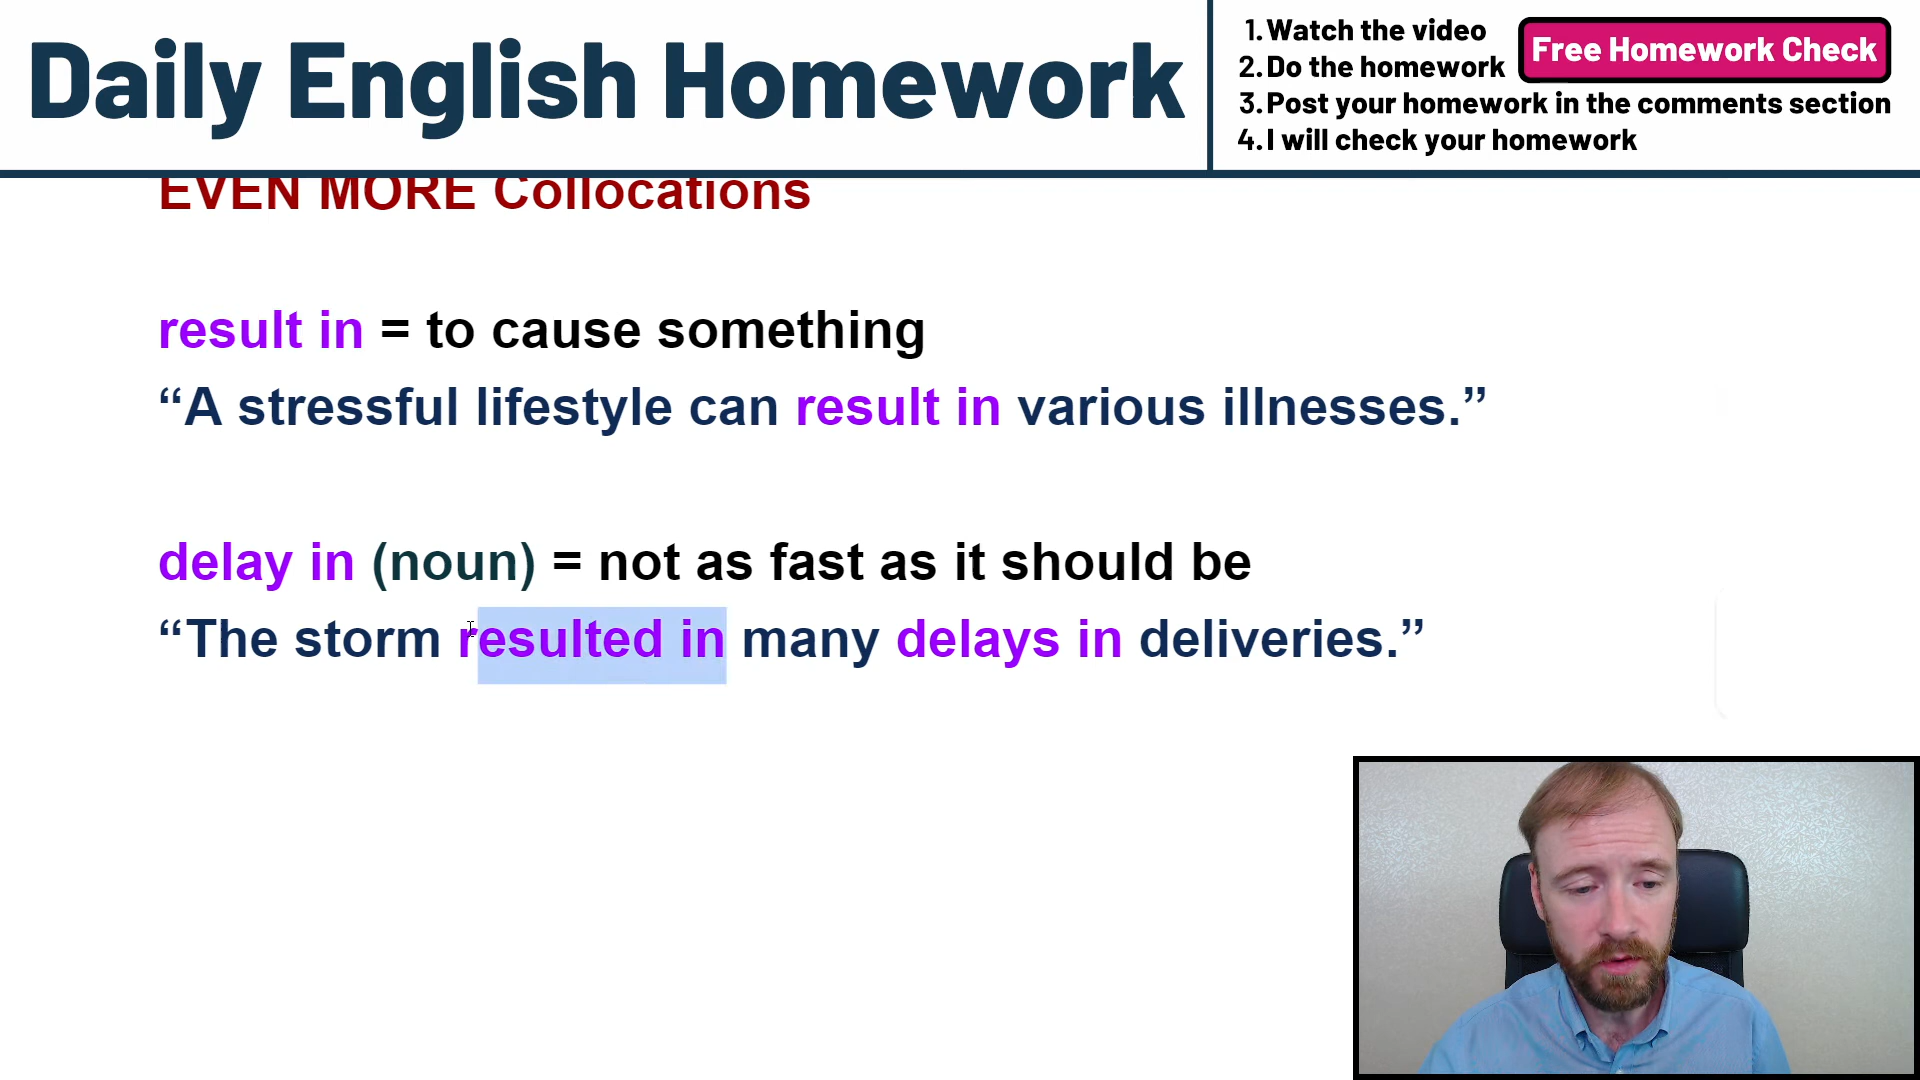 Daily English Homework
1. Watch the video
2. Do the homework
Free Homework Check
3. Post your homework in the comments section
4. I will check your homework
EVEN MORE Collocations
result in = to cause something
“A stressful lifestyle can result in various illnesses.”
delay in (noun) = not as fast as it should be
“The storm resulted in many delays in deliveries.”